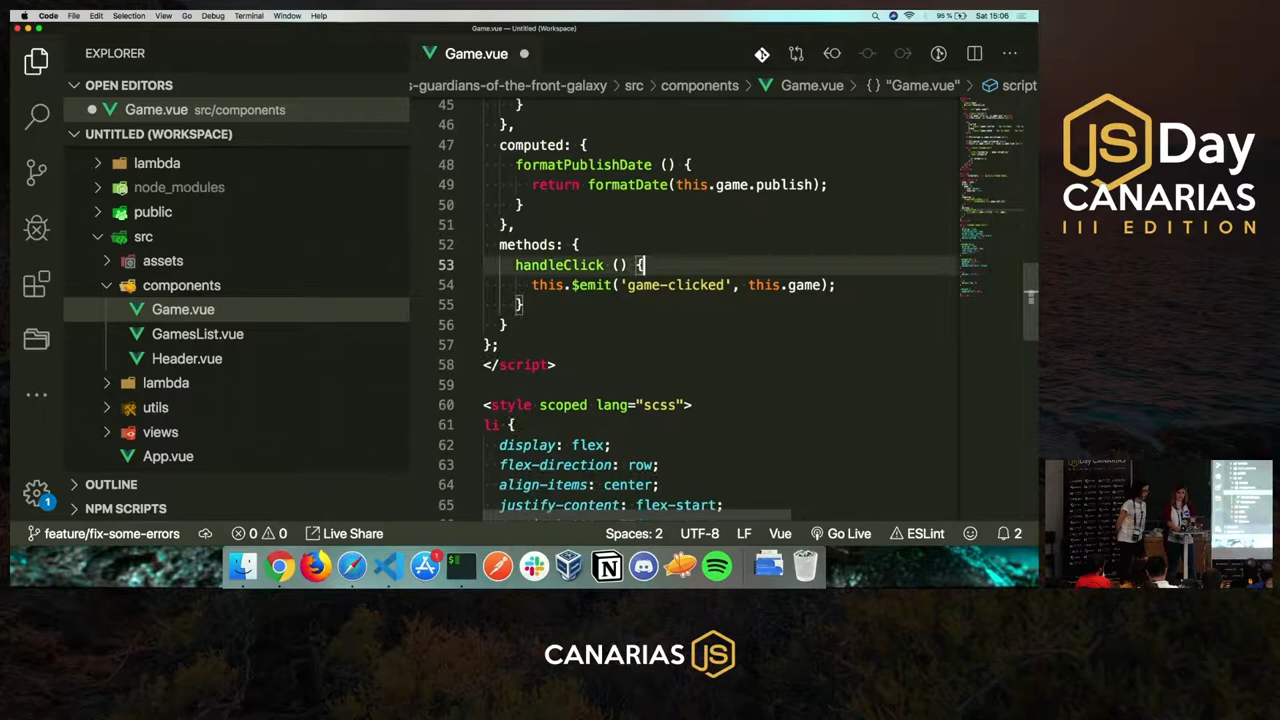 Code File Edit Selection View Go Debug Terminal Window Help
95 % Sat 15:06
Game.vue — Untitled (Workspace)
EXPLORER
OPEN EDITORS
Game.vue src/components
UNTITLED (WORKSPACE)
lambda
node_modules
public
src
assets
components
Game.vue
GamesList.vue
Header.vue
lambda
utils
views
App.vue
OUTLINE
NPM SCRIPTS
1
Game.vue
s-guardians-of-the-front-galaxy > src > components > Game.vue > {} "Game.vue" > script
45 }
46 },
47 computed: {
48 formatPublishDate () {
49 return formatDate(this.game.publish);
50 }
51 },
52 methods: {
53 handleClick () {
54 this.$emit('game-clicked', this.game);
55 }
56 }
57 };
58 </script>
59
60 <style scoped lang="scss">
61 li {
62 display: flex;
63 flex-direction: row;
64 align-items: center;
65 justify-content: flex-start;
feature/fix-some-errors 0 0 Live Share Spaces: 2 UTF-8 LF Vue Go Live ESLint 2
1
JS Day
CANARIAS
III EDITION
CANARIAS JS